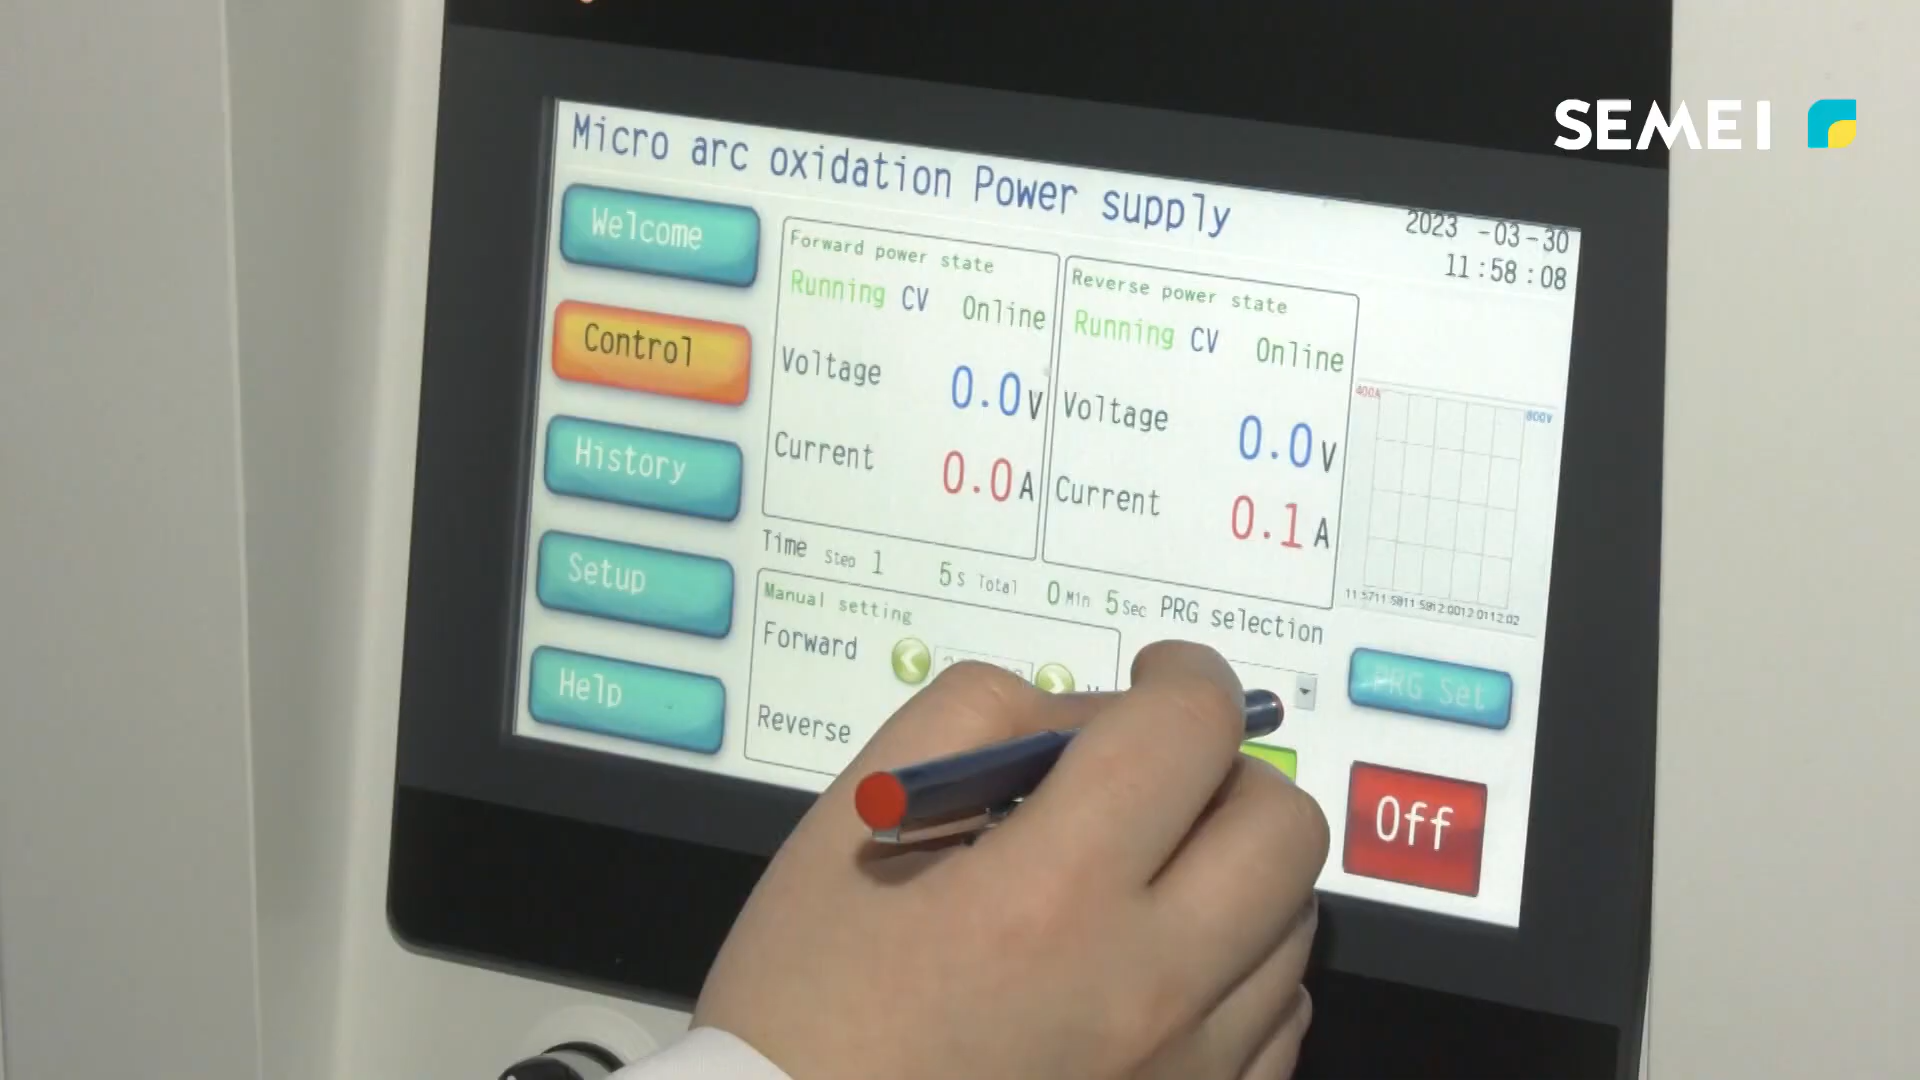 SEMEI
Micro arc oxidation Power supply
2023 -03-30
11:58:08
Welcome
Control
History
Setup
Help
Forward power state
Running CV Online
Voltage 0.0 V
Current 0.0 A
Reverse power state
Running CV Online
Voltage 0.0 V
Current 0.1 A
400A
800V
Time Step 1 5 S Total 0 Min 5 Sec PRG selection
Manual setting
Forward
Reverse
PRG Set
Off